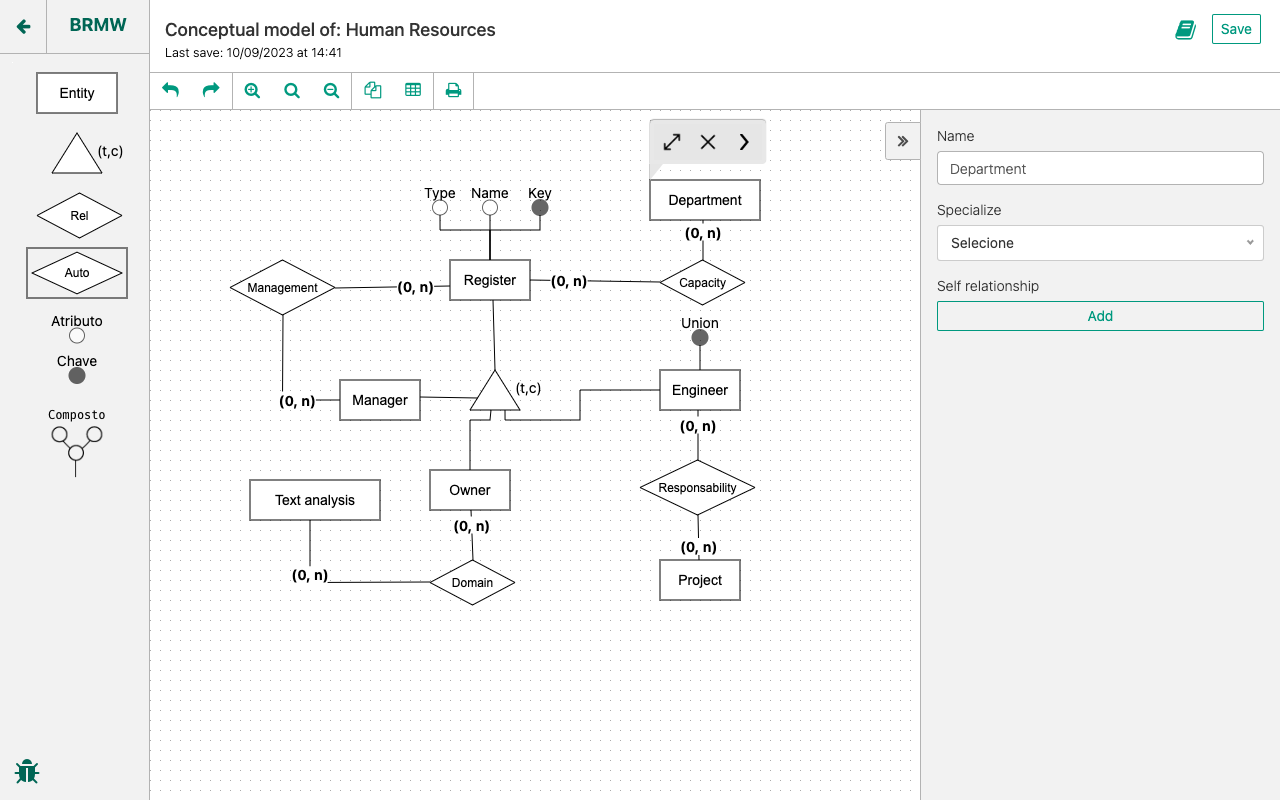 BRMW
Conceptual model of: Human Resources
Last save: 10/09/2023 at 14:41
Save
Entity
(t,c)
Rel
Auto
Atributo
Chave
Composto
Department
(0, n)
Type Name Key
Register
(0, n)
(0, n)
Management
Capacity
Union
(t,c)
Engineer
(0, n)
Manager
(0, n)
Owner
(0, n)
Responsability
Text analysis
(0, n)
Domain
(0, n)
Project
Name
Department
Specialize
Selecione
Self relationship
Add